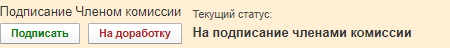 Подписание Членом комиссии
Текущий статус:
Подписать
На доработку
На подписание членами комиссии